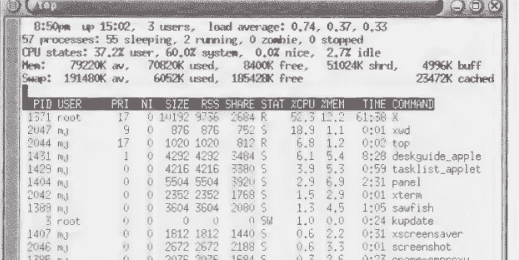 top
8:50pm up 15:02, 3 users, load average: 0.74, 0.37, 0.33
57 processes: 55 sleeping, 2 running, 0 zombie, 0 stopped
CPU states: 37.2% user, 60.0% system, 0.0% nice, 2.7% idle
Mem: 79220K av, 70820K used, 8400K free, 51024K shrd, 4996K buff
Swap: 191480K av, 6052K used, 185428K free 23472K cached
PID USER PRI NI SIZE RSS SHARE STAT %CPU %MEM TIME COMMAND
1371 root 17 0 10192 9736 2684 R 52.3 12.2 61:38 X
2047 mj 9 0 876 876 752 S 18.9 1.1 0:01 xwd
2044 mj 17 0 1020 1020 812 R 6.8 1.2 0:02 top
1431 mj 1 0 4292 4292 3484 S 6.1 5.4 8:28 deskguide_apple
1429 mj 0 0 4216 4216 3380 S 3.9 5.3 :59 tasklist_applet
1404 mj 0 0 5504 5504 3920 S 2.9 6.9 2:31 panel
2042 mj 0 0 2352 2352 1768 S 1.5 2.9 0:01 xterm
1389 mj 0 0 3604 3604 2080 S 1.3 4.5 1:05 sawfish
3 root 0 0 0 0 0 SW 1.0 0.0 0:24 kupdate
1407 mj 0 0 1812 1812 1440 S 0.6 2.2 0:31 xscreensaver
2046 mj 0 0 2672 2672 2188 S 0.6 3.3 0:01 screenshot